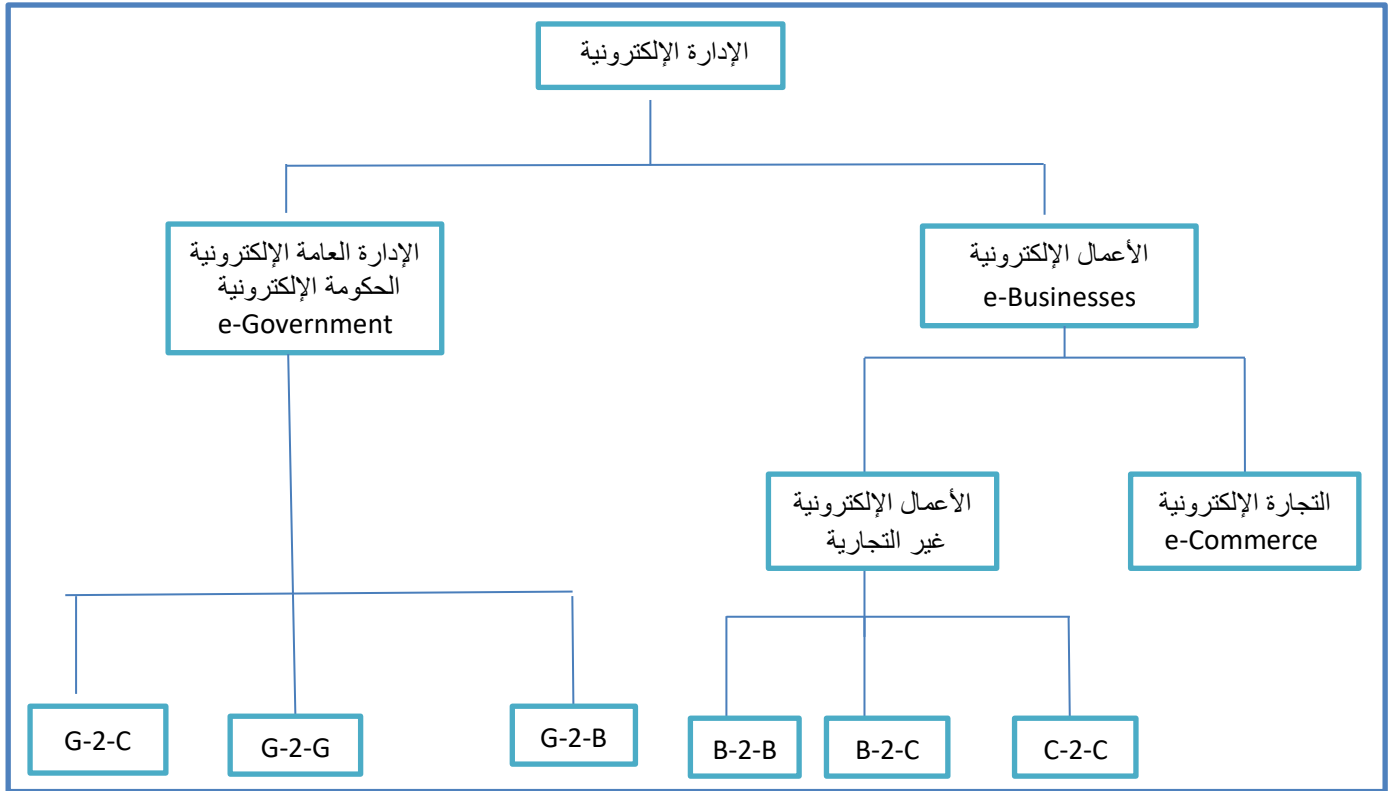 الإدارة الإلكترونية
الأعمال الإلكترونية
e-Businesses
الإدارة العامة الإلكترونية
الحكومة الإلكترونية
e-Government
التجارة الإلكترونية
e-Commerce
الأعمال الإلكترونية
غير التجارية
C-2-C
B-2-C
B-2-B
G-2-B
G-2-G
G-2-C